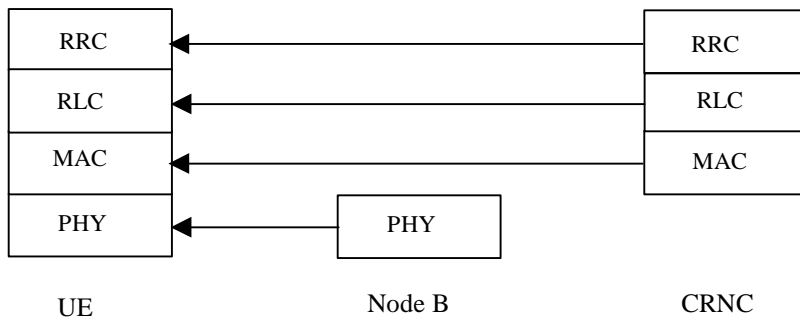 RRC RRC
RLC RLC
MAC MAC
PHY PHY
UE Node B CRNC